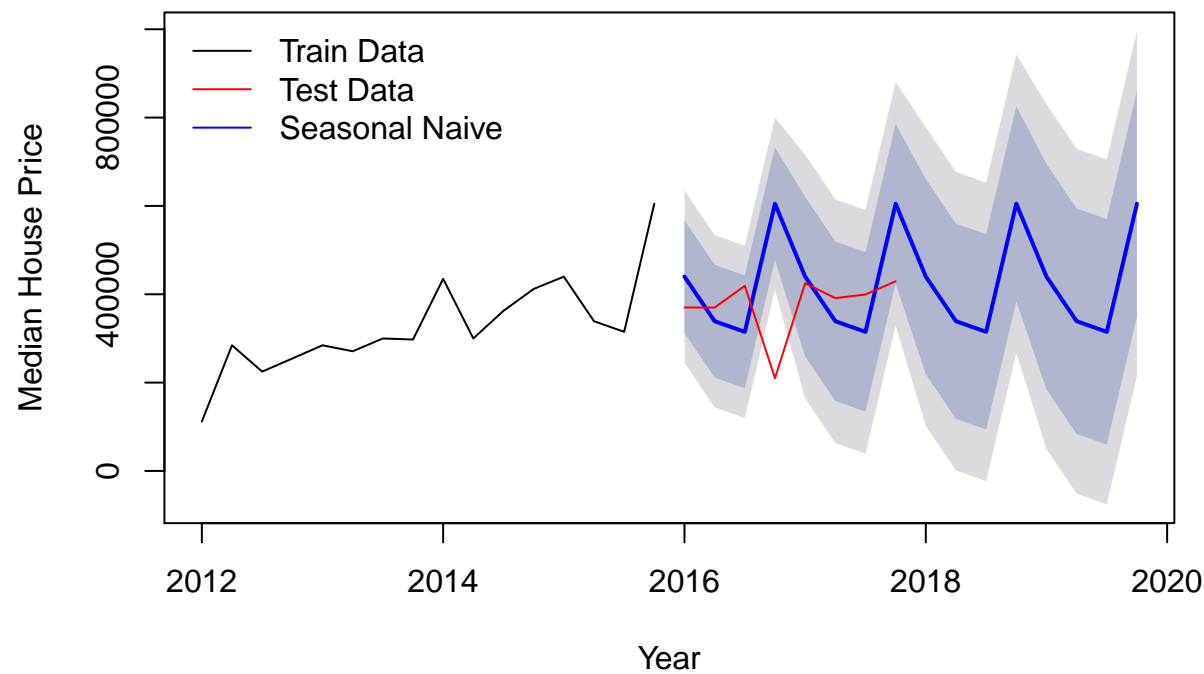 Train Data
Test Data
Seasonal Naive
Median House Price
800000
400000
0
2012 2014 2016 2018 2020
Year